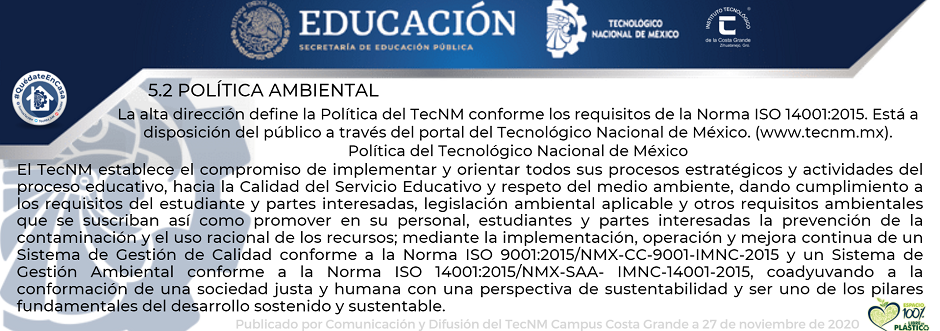 EDUCACIÓN
SECRETARÍA DE EDUCACIÓN PÚBLICA
TECNOLÓGICO
NACIONAL DE MÉXICO
INSTITUTO TECNOLÓGICO
de la Costa Grande
Zihuatanejo, Gro
#QuédateEnCasa
5.2 POLÍTICA AMBIENTAL
La alta dirección define la Política del TecNM conforme los requisitos de la Norma ISO 14001:2015. Está a
disposición del público a través del portal del Tecnológico Nacional de México. (www.tecnm.mx).
Política del Tecnológico Nacional de México
El TecNM establece el compromiso de implementar y orientar todos sus procesos estratégicos y actividades del
proceso educativo, hacia la Calidad del Servicio Educativo y respeto del medio ambiente, dando cumplimiento a
los requisitos del estudiante y partes interesadas, legislación ambiental aplicable y otros requisitos ambientales
que se suscriban así como promover en su personal, estudiantes y partes interesadas la prevención de la
contaminación y el uso racional de los recursos; mediante la implementación, operación y mejora continua de un
Sistema de Gestión de Calidad conforme a la Norma ISO 9001:2015/NMX-CC-9001-IMNC-2015 y un Sistema de
Gestión Ambiental conforme a la Norma ISO 14001:2015/NMX-SAA- IMNC-14001-2015, coadyuvando a la
conformación de una sociedad justa y humana con una perspectiva de sustentabilidad y ser uno de los pilares
fundamentales del desarrollo sostenido y sustentable.
ESPACIO
100%
LIBRE DE
PLÁSTICO
Publicado por Comunicación y Difusión del TecNM Campus Costa Grande a 27 de noviembre de 2020